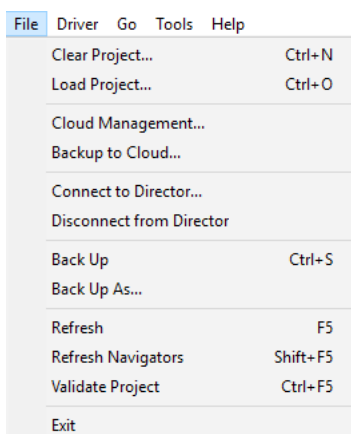 File Driver Go Tools Help
Clear Project... Ctrl+N
Load Project... Ctrl+O
Cloud Management...
Backup to Cloud...
Connect to Director...
Disconnect from Director
Back Up Ctrl+S
Back Up As...
Refresh F5
Refresh Navigators Shift+F5
Validate Project Ctrl+F5
Exit